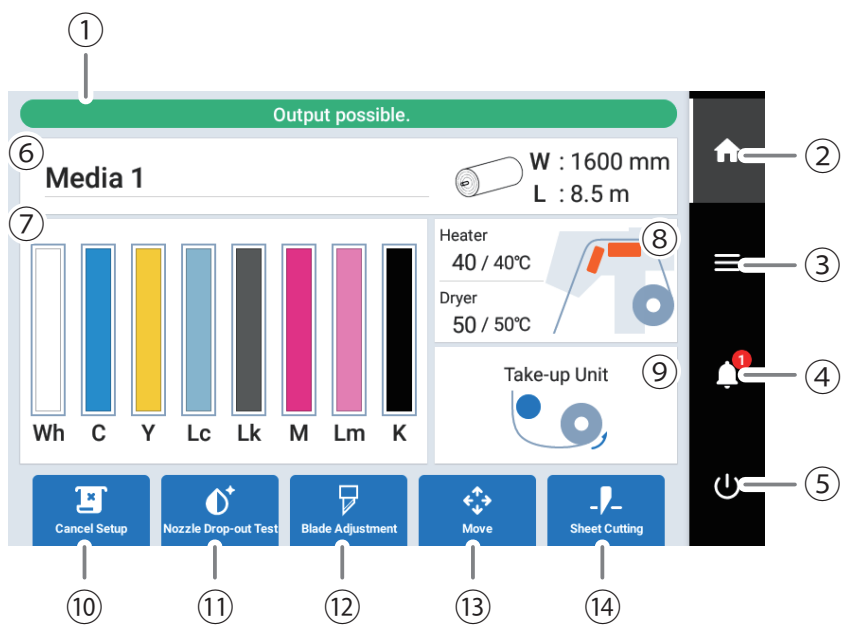 ①
Output possible.
⑥
Media 1
W : 1600 mm
L : 8.5 m
②
⑦
Wh C Y Lc Lk M Lm K
Heater
40 / 40℃
Dryer
50 / 50℃
⑧
③
Take-up Unit
⑨
1
④
⑤
Cancel Setup
Nozzle Drop-out Test
Blade Adjustment
Move
Sheet Cutting
⑩ ⑪ ⑫ ⑬ ⑭